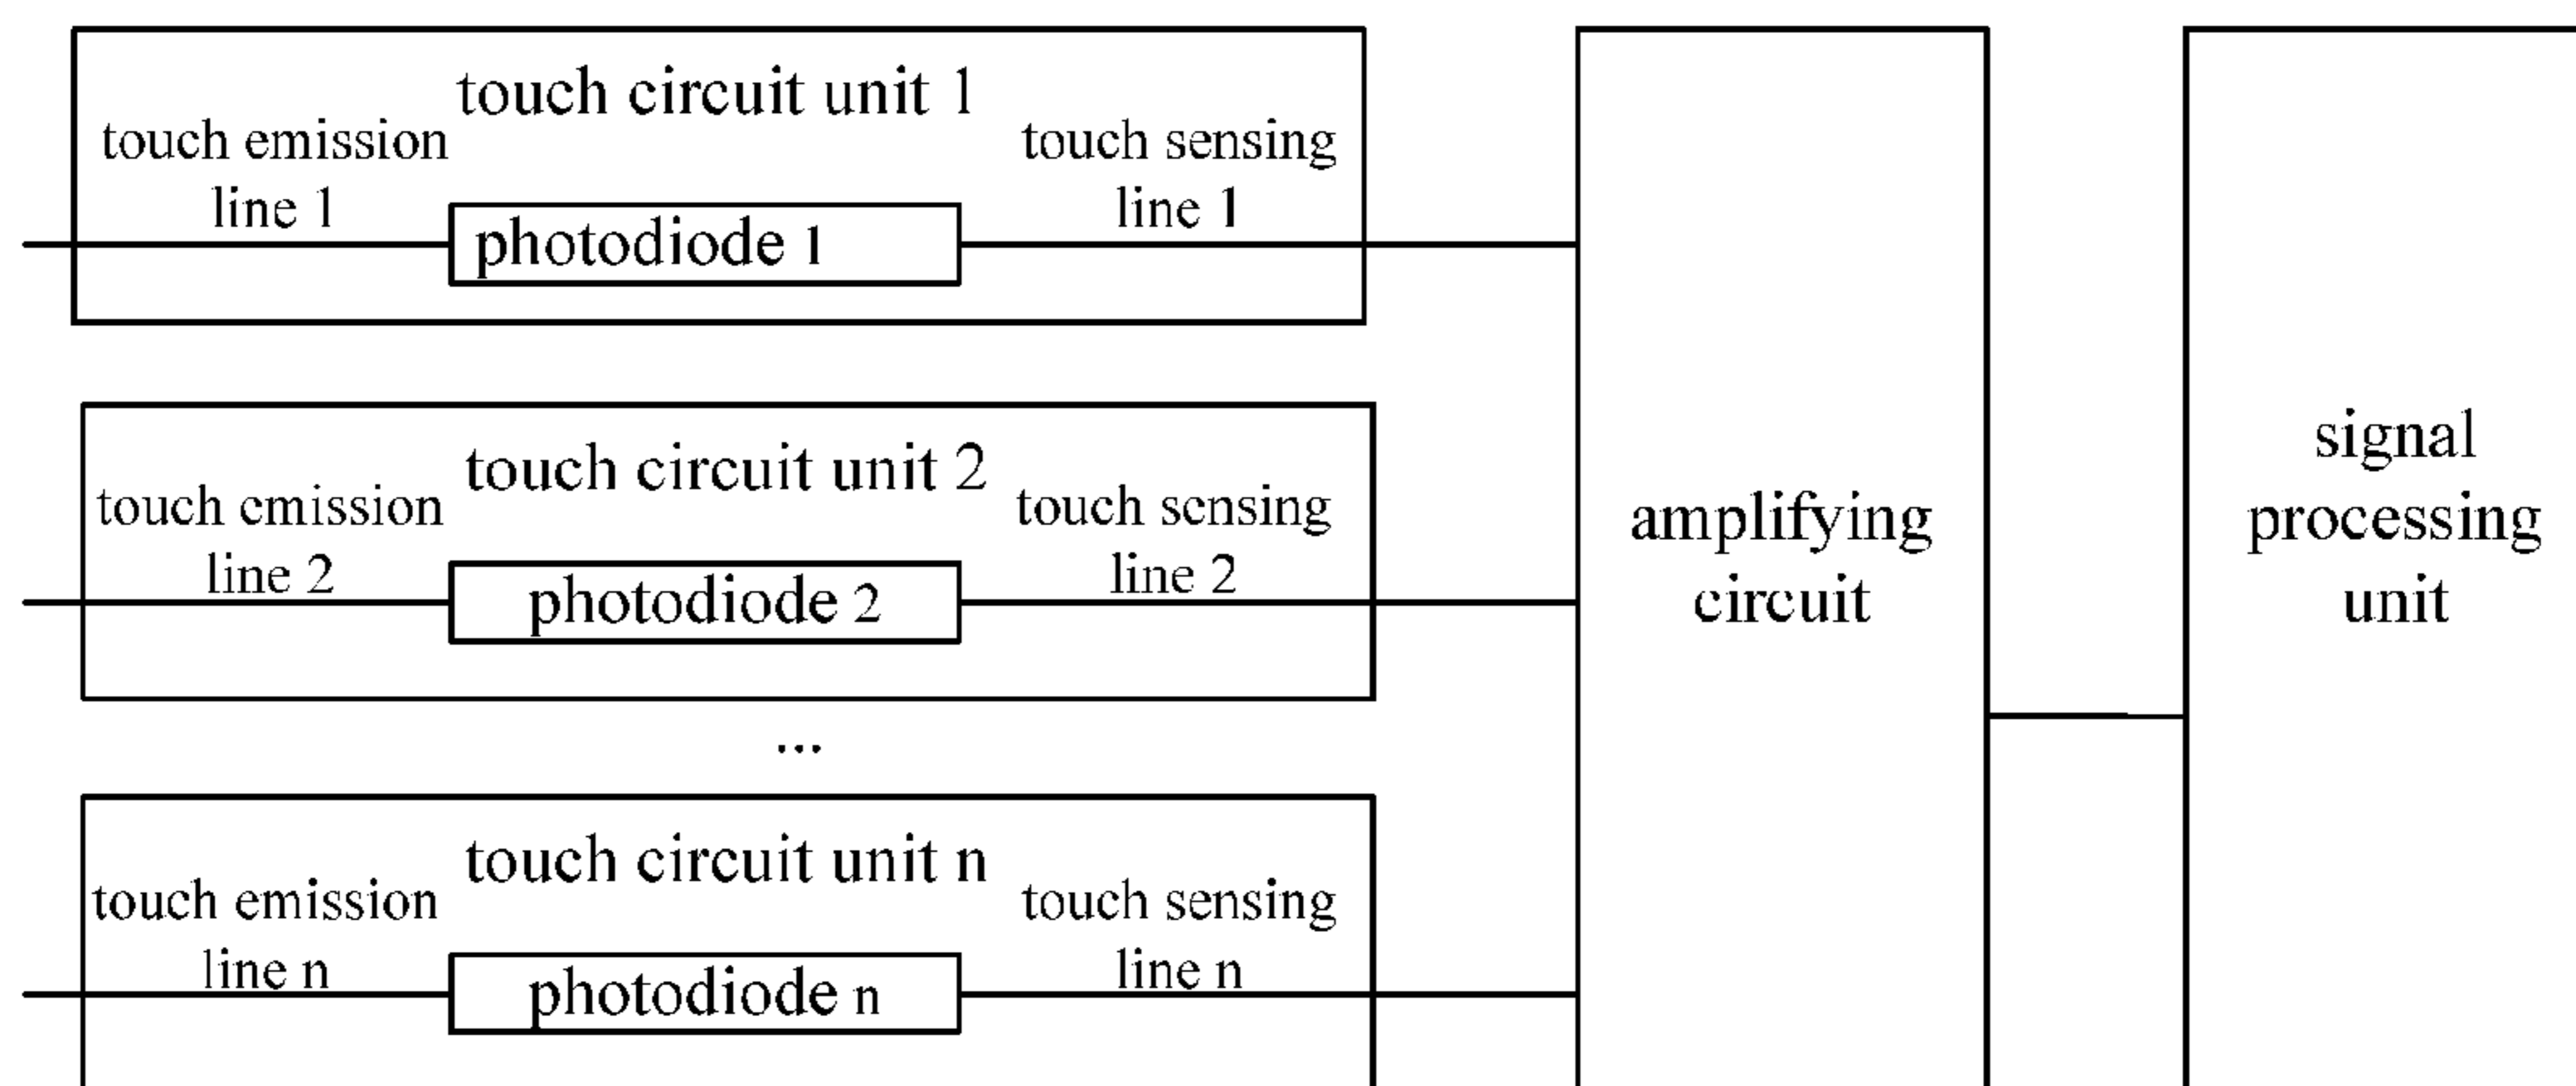 touch circuit unit 1
touch emission
line 1
photodiode 1
touch sensing
line 1
touch circuit unit 2
touch emission
line 2
photodiode 2
touch sensing
line 2
...
touch circuit unit n
touch emission
line n
photodiode n
touch sensing
line n
amplifying
circuit
signal
processing
unit